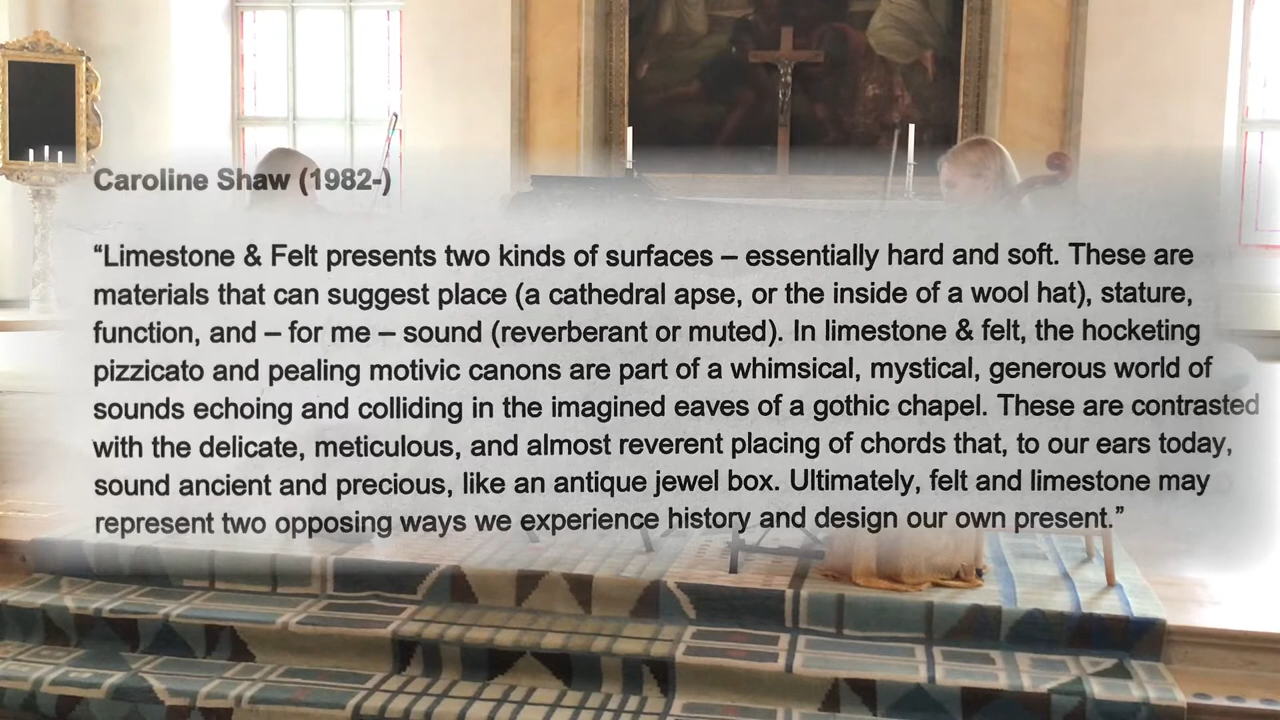 Caroline Shaw (1982-)
“Limestone & Felt presents two kinds of surfaces – essentially hard and soft. These are
materials that can suggest place (a cathedral apse, or the inside of a wool hat), stature,
function, and – for me – sound (reverberant or muted). In limestone & felt, the hocketing
pizzicato and pealing motivic canons are part of a whimsical, mystical, generous world of
sounds echoing and colliding in the imagined eaves of a gothic chapel. These are contrasted
with the delicate, meticulous, and almost reverent placing of chords that, to our ears today,
sound ancient and precious, like an antique jewel box. Ultimately, felt and limestone may
represent two opposing ways we experience history and design our own present.”